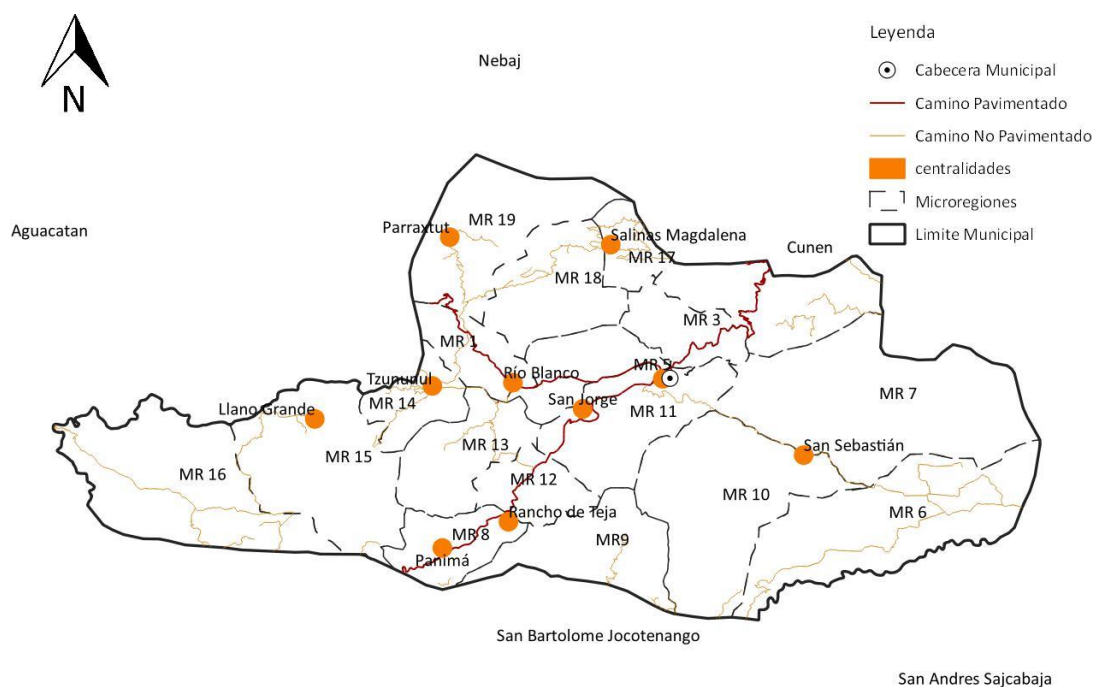 Leyenda
Cabecera Municipal
Camino Pavimentado
Camino No Pavimentado
centralidades
Microregiones
Limite Municipal
N
Nebaj
Aguacatan
Cunen
Parraxtut
MR 19
Salinas Magdalena
MR 17
MR 18
MR 3
MR 1
Río Blanco
Tzununul
San Jorge
MR 14
MR 11
MR 7
Llano Grande
MR 13
San Sebastián
MR 15
MR 16
MR 12
MR 10
Rancho de Teja
MR 6
MR 8
MR9
Panimá
San Bartolome Jocotenango
San Andres Sajcabaja